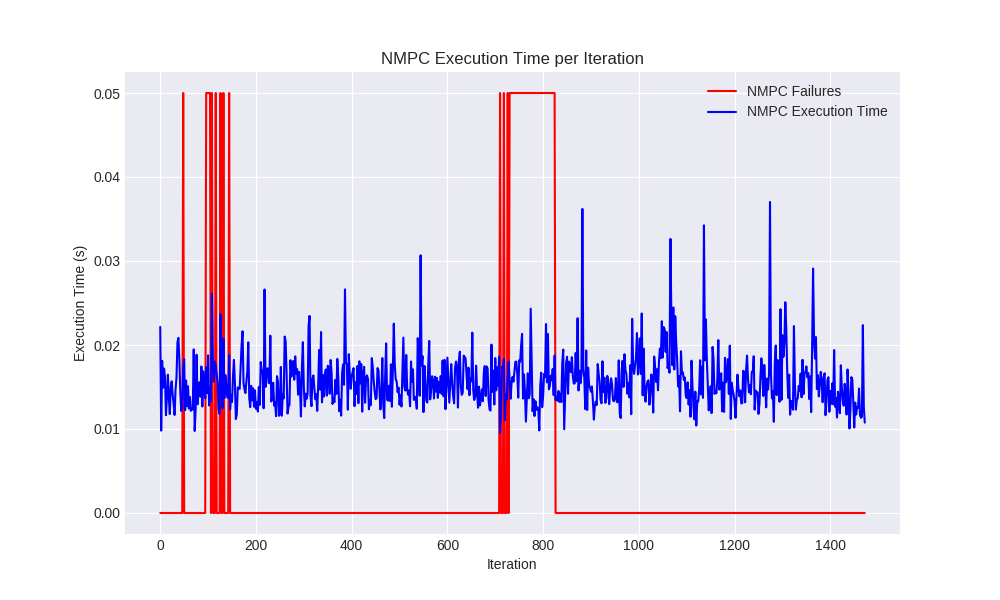 NMPC Execution Time per Iteration
NMPC Failures
NMPC Execution Time
Execution Time (s)
0.05
0.04
0.03
0.02
0.01
0.00
0 200 400 600 800 1000 1200 1400
Iteration